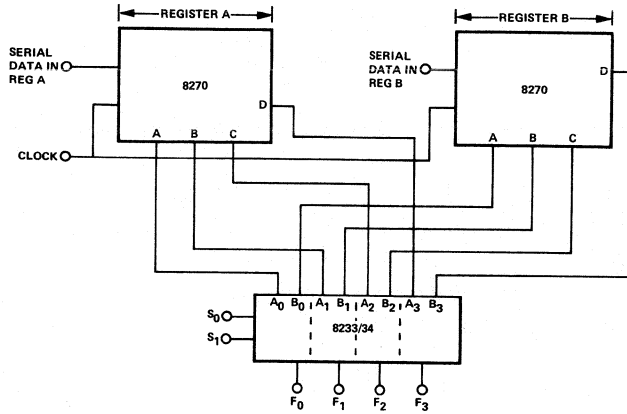 REGISTER A
REGISTER B
SERIAL
DATA IN
REG A
8270
D
A B C
CLOCK
SERIAL
DATA IN
REG B
8270
D
A B C
A0 B0 A1 B1 A2 B2 A3 B3
S0
S1
8233/34
F0 F1 F2 F3